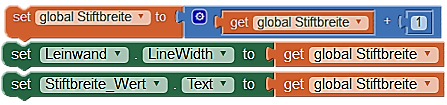 set global Stiftbreite to get global Stiftbreite + 1
set Leinwand . LineWidth to get global Stiftbreite
set Stiftbreite_Wert . Text to get global Stiftbreite